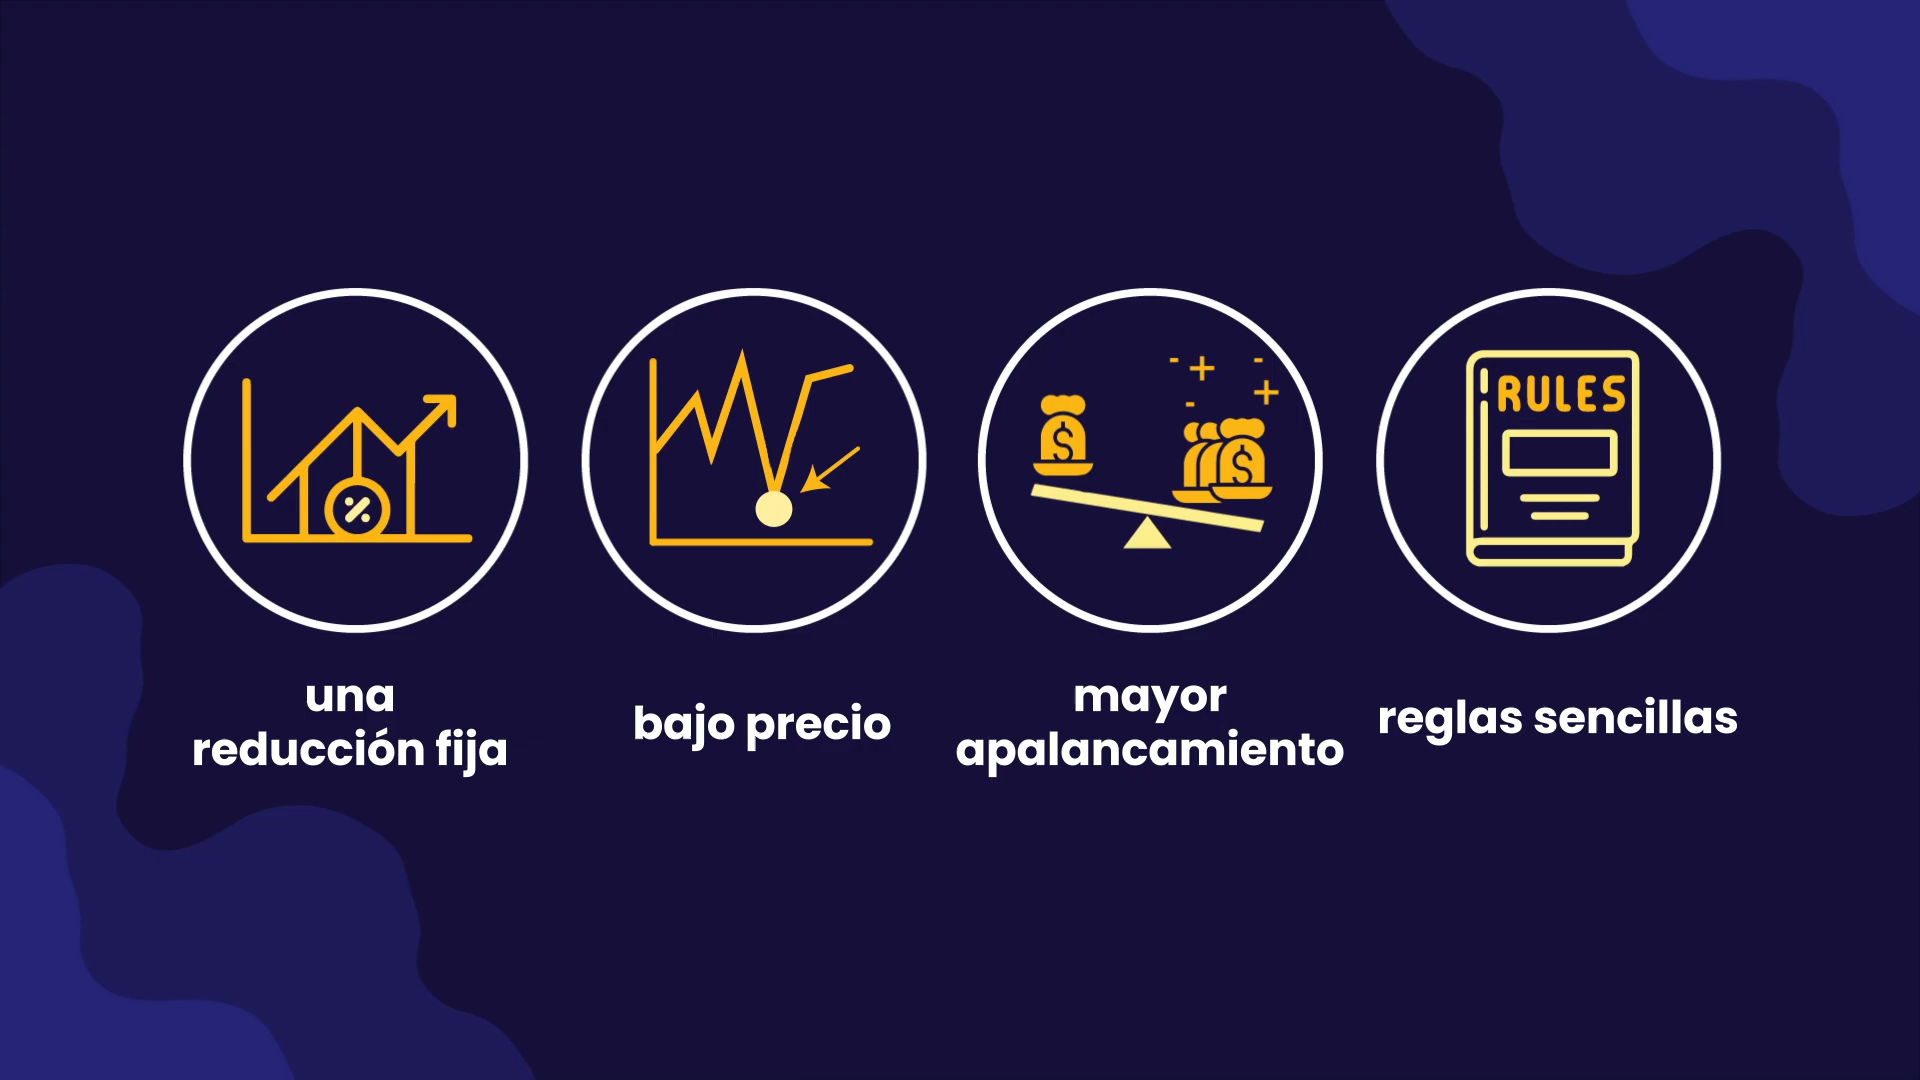 RULES
una
reducción fija
bajo precio
mayor
apalancamiento
reglas sencillas